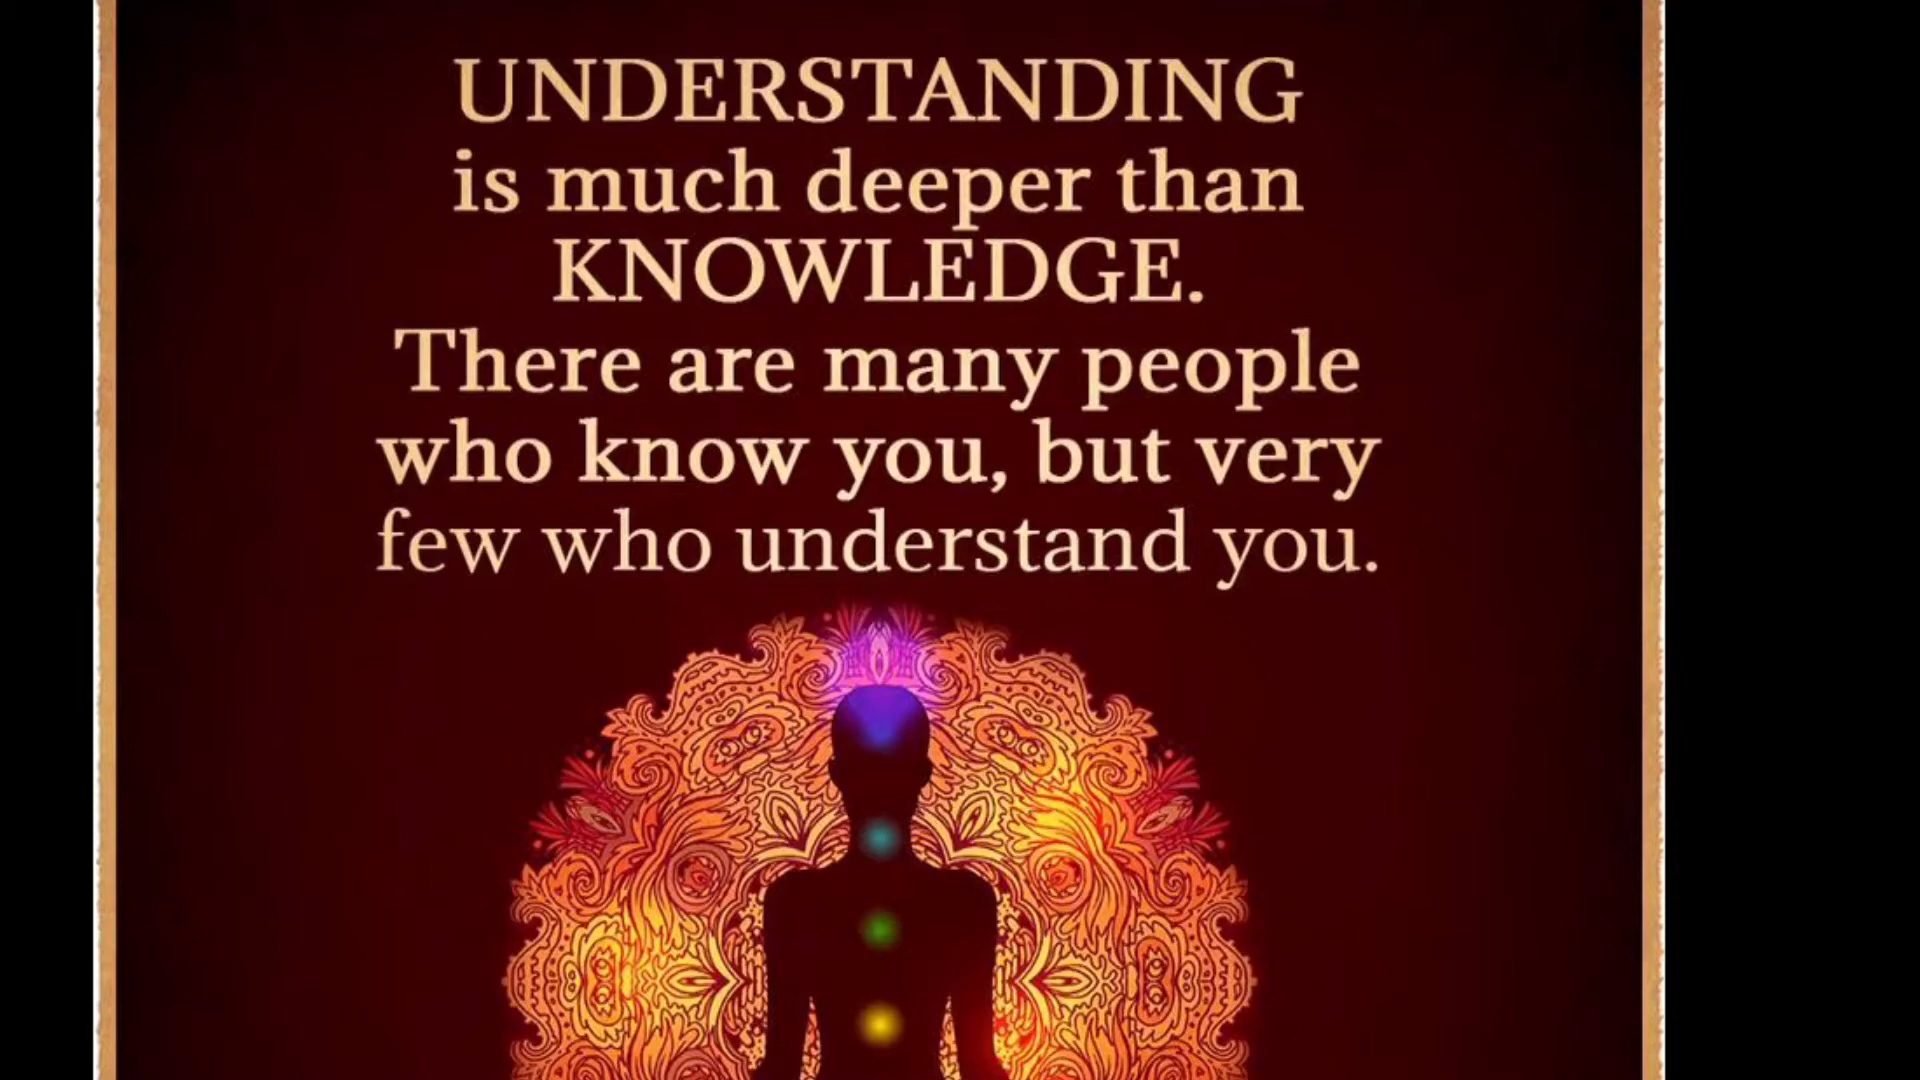 UNDERSTANDING
is much deeper than
KNOWLEDGE.
There are many people
who know you, but very
few who understand you.